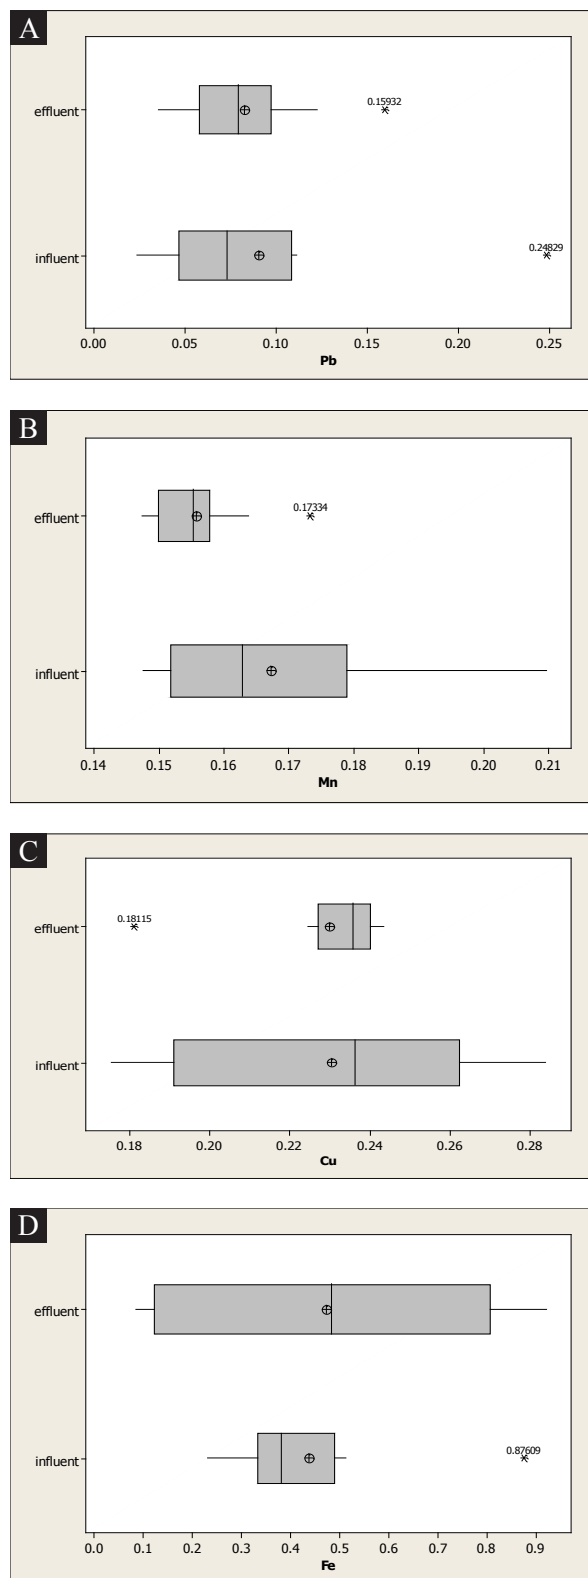 A
effluent
0.15932
influent
0.24829
0.00 0.05 0.10 0.15 0.20 0.25
Pb
B
effluent
0.17334
influent
0.14 0.15 0.16 0.17 0.18 0.19 0.20 0.21
Mn
C
0.18115
effluent
influent
0.18 0.20 0.22 0.24 0.26 0.28
Cu
D
effluent
0.87609
influent
0.0 0.1 0.2 0.3 0.4 0.5 0.6 0.7 0.8 0.9
Fe